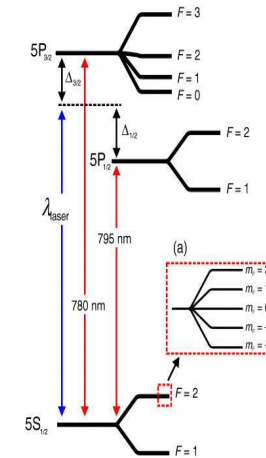 F = 3
5P3/2
F = 2
F = 1
F = 0
Δ3/2
Δ1/2
F = 2
5P1/2
F = 1
λlaser
795 nm
(a)
780 nm
F = 2
5S1/2
F = 1